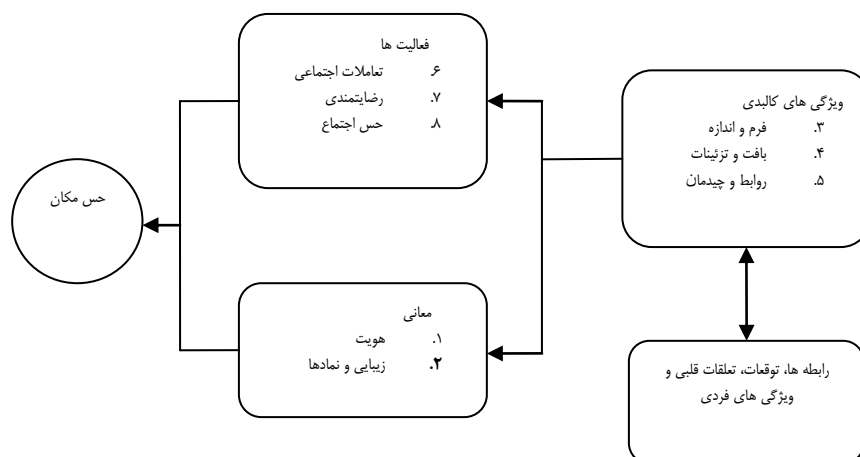 ویژگی های کالبدی
۳. فرم و اندازه
۴. بافت و تزئینات
۵. روابط و چیدمان
رابطه ها، توقعات، تعلقات قلبی و
ویژگی های فردی
فعالیت ها
۶. تعاملات اجتماعی
۷. رضایتمندی
۸. حس اجتماع
معانی
۱. هویت
۲. زیبایی و نمادها
حس مکان